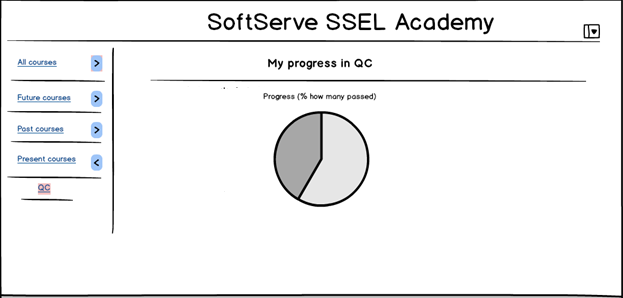 SoftServe SSEL Academy
All courses
Future courses
Post courses
Present courses
QC
My progress in QC
Progress (% how many passed)